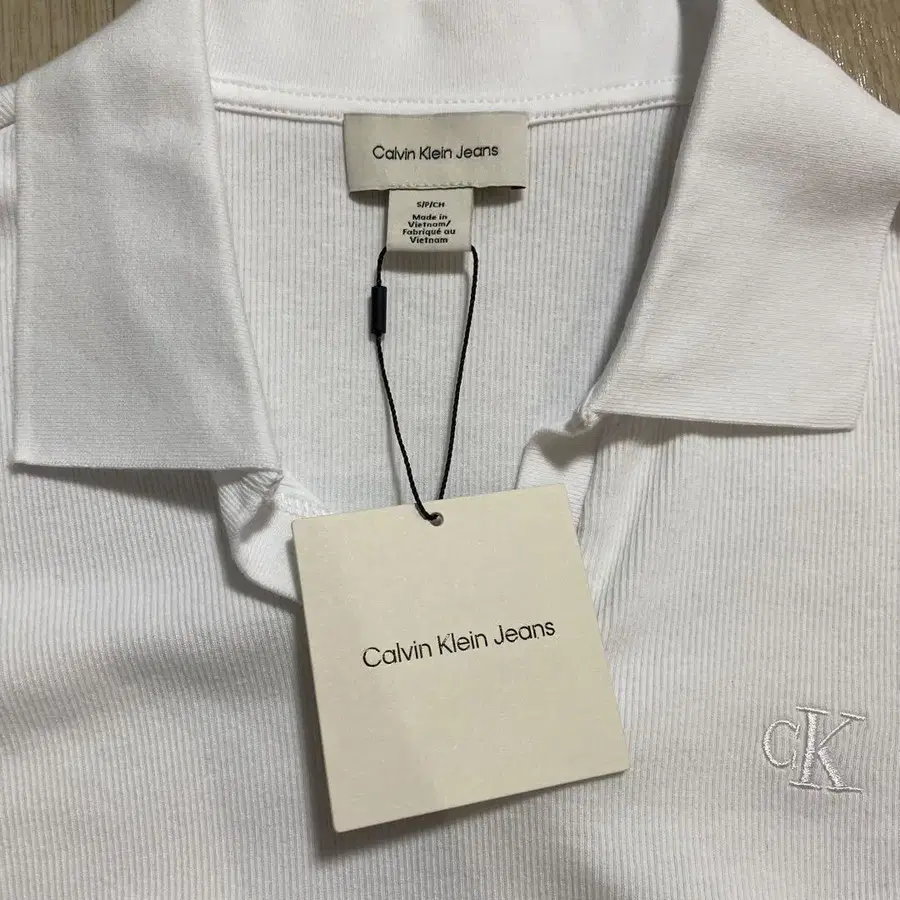 Calvin Klein Jeans
S/P/CH
Made in
Vietnam/
Fabriqué au
Vietnam
Calvin Klein Jeans
CK